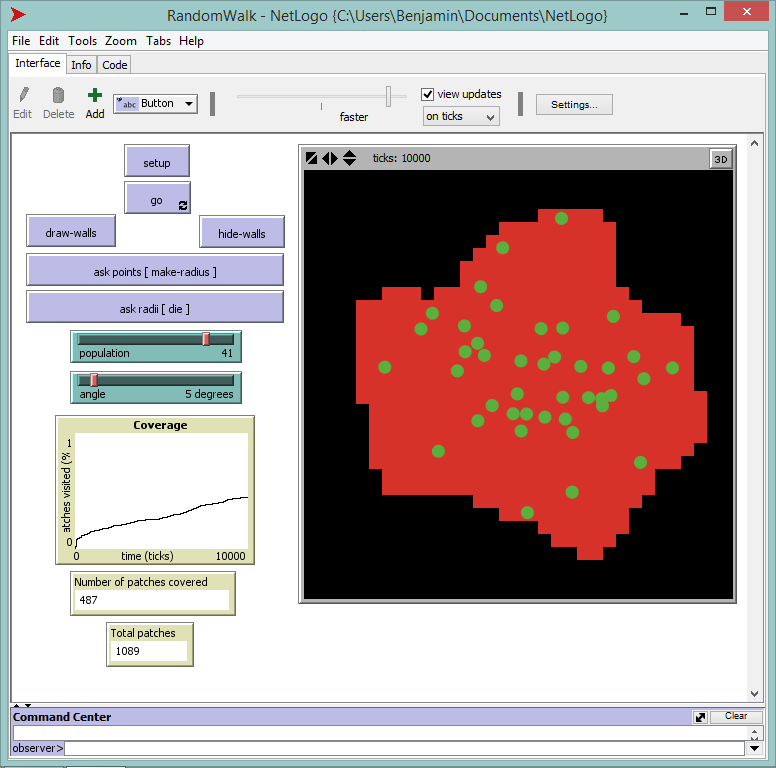 RandomWalk - NetLogo {C:\Users\Benjamin\Documents\NetLogo}
File Edit Tools Zoom Tabs Help
Interface Info Code
Edit Delete Add
abc Button
faster
view updates
on ticks
Settings...
ticks: 10000
3D
setup
go
draw-walls
hide-walls
ask points [ make-radius ]
ask radii [ die ]
population 41
angle 5 degrees
Coverage
1
atches visited (%
0
0 time (ticks) 10000
Number of patches covered
487
Total patches
1089
Command Center
Clear
observer>